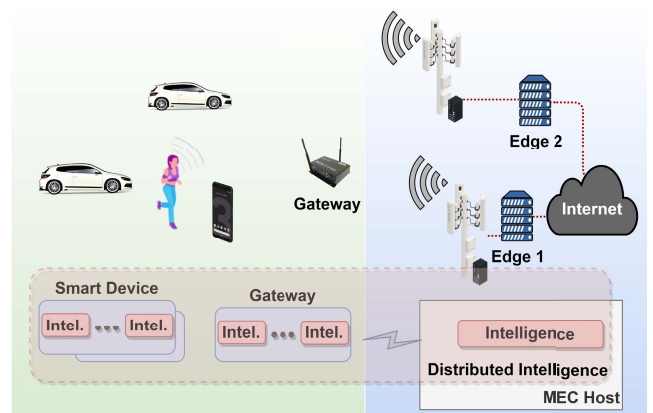 Edge 2
Gateway
Internet
Edge 1
Smart Device
Gateway
Intel.
Intel.
Intel.
Intel.
Intelligence
Distributed Intelligence
MEC Host